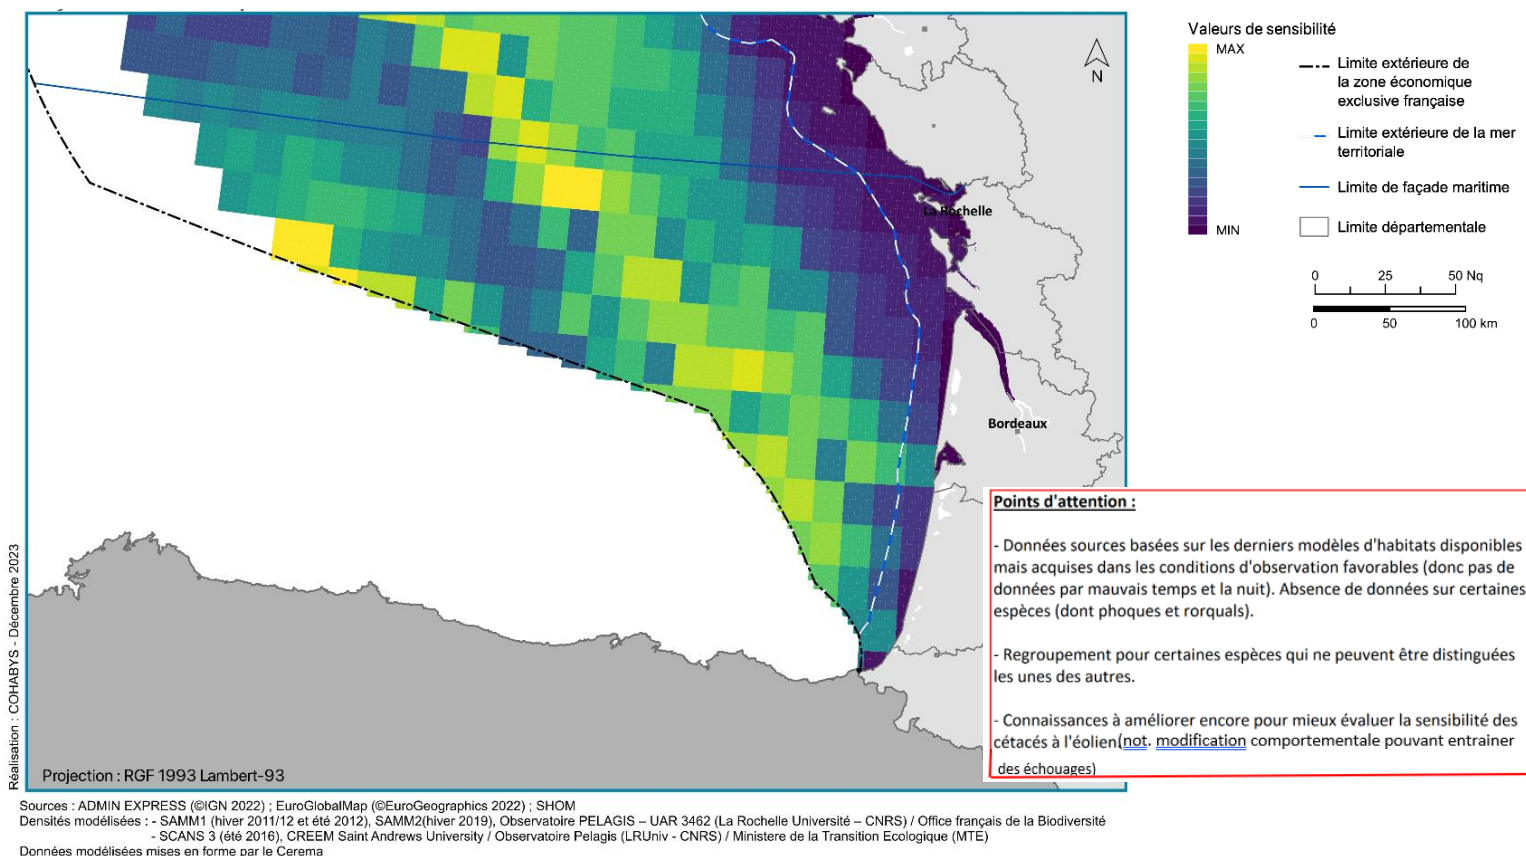 Valeurs de sensibilité
MAX
MIN
Limite extérieure de
la zone économique
exclusive française
Limite extérieure de la mer
territoriale
Limite de façade maritime
Limite départementale
0 25 50 Nq
0 50 100 km
N
La Rochelle
Bordeaux
Points d'attention :
- Données sources basées sur les derniers modèles d'habitats disponibles
mais acquises dans les conditions d'observation favorables (donc pas de
données par mauvais temps et la nuit). Absence de données sur certaines
espèces (dont phoques et rorquals).
- Regroupement pour certaines espèces qui ne peuvent être distinguées
les unes des autres.
- Connaissances à améliorer encore pour mieux évaluer la sensibilité des
cétacés à l'éolien(not. modification comportementale pouvant entrainer
des échouages)
Réalisation : COHABYS - Décembre 2023
Projection : RGF 1993 Lambert-93
Sources : ADMIN EXPRESS (©IGN 2022) ; EuroGlobalMap (©EuroGeographics 2022) ; SHOM
Densités modélisées : - SAMM1 (hiver 2011/12 et été 2012), SAMM2(hiver 2019), Observatoire PELAGIS – UAR 3462 (La Rochelle Université – CNRS) / Office français de la Biodiversité
- SCANS 3 (été 2016), CREEM Saint Andrews University / Observatoire Pelagis (LRUniv - CNRS) / Ministere de la Transition Ecologique (MTE)
Données modélisées mises en forme par le Cerema